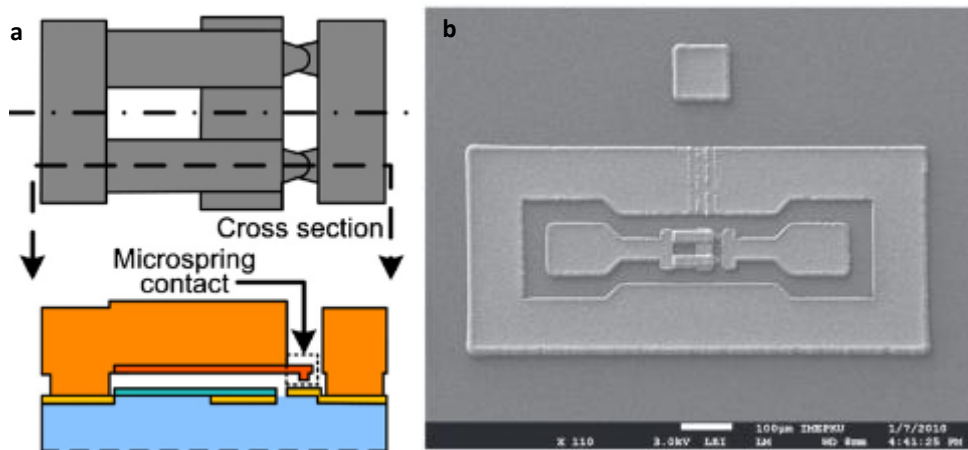 a
Cross section
Microspring
contact
b
100μm IMEPKU 1/7/2010
X 110 3.0kV LEI LM WD 8mm 4:41:25 PM